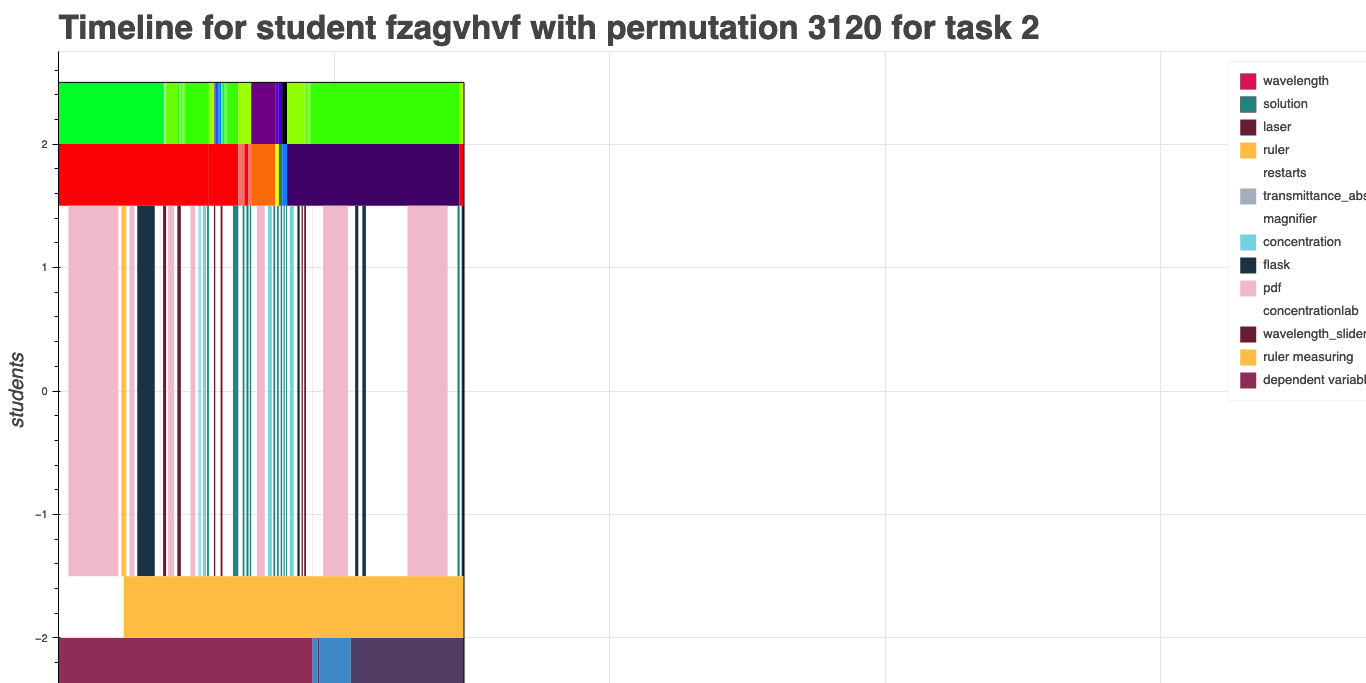 Timeline for student fzagvhvf with permutation 3120 for task 2
wavelength
solution
laser
ruler
restarts
transmittance_abs
magnifier
concentration
flask
pdf
concentrationlab
wavelength_slider
ruler measuring
dependent variabl
2
1
0
−1
−2
students